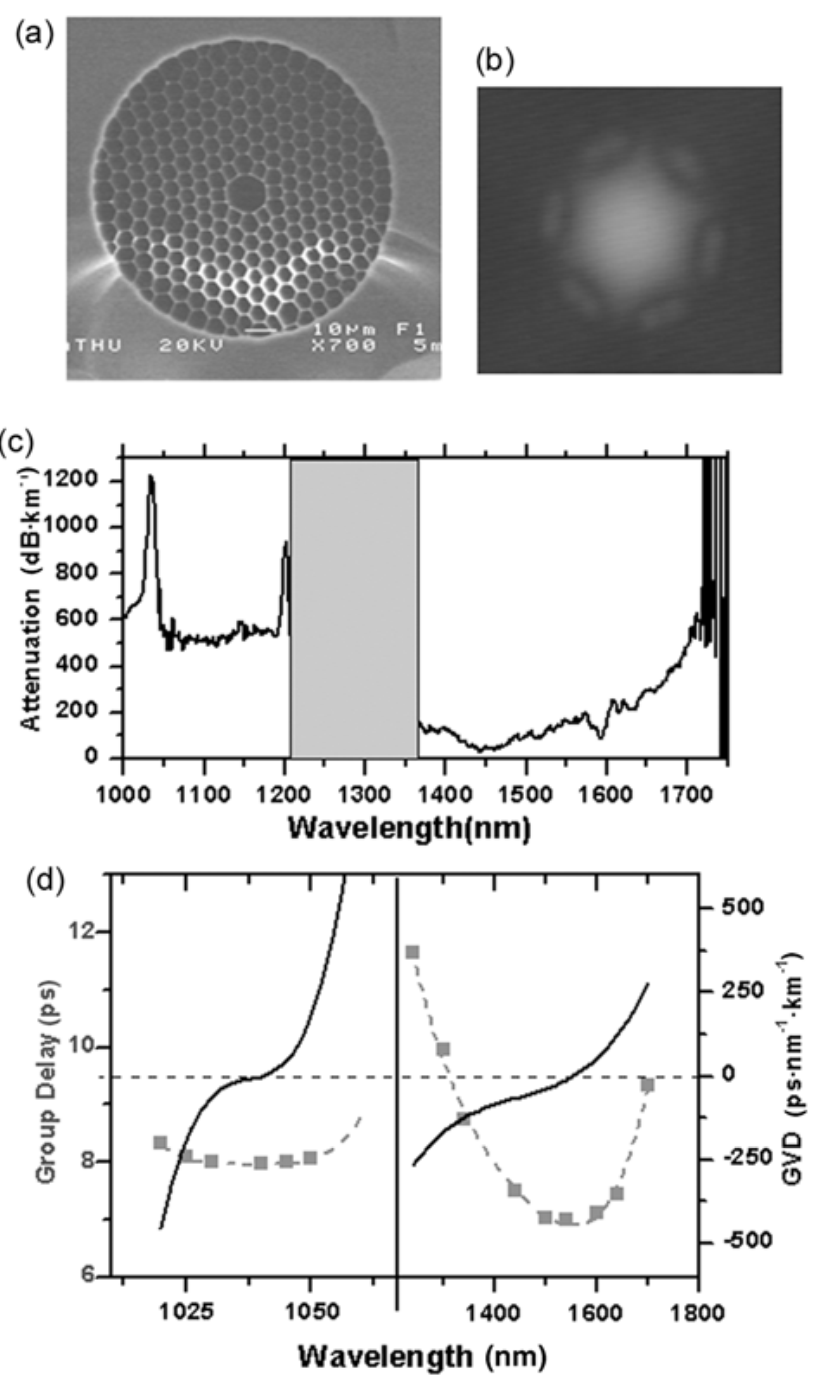 (a)
(b)
10μm F1
nTHU 20KV X700 5m
(c)
Attenuation (dB·km⁻¹)
1200
1000
800
600
400
200
0
1000 1100 1200 1300 1400 1500 1600 1700
Wavelength(nm)
(d)
Group Delay (ps)
12
10
8
6
500
250
0
-250
-500
GVD (ps·nm⁻¹·km⁻¹)
1025 1050 1400 1600 1800
Wavelength (nm)